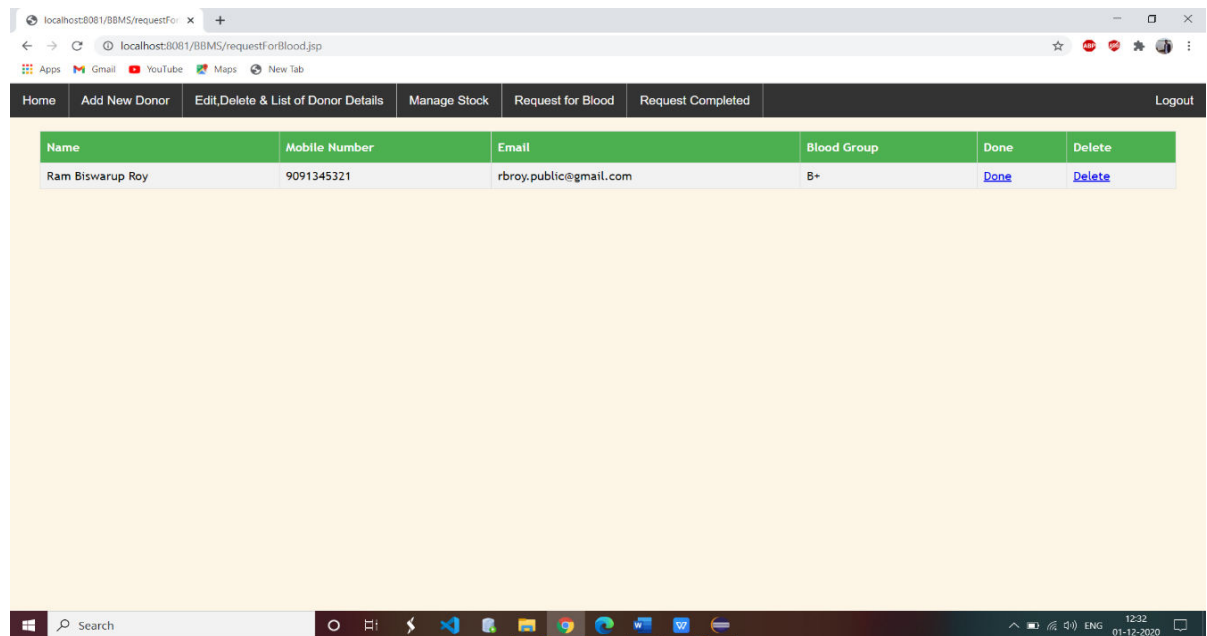 localhost:8081/BBMS/requestFor
localhost:8081/BBMS/requestForBlood.jsp
ABP
Apps Gmail YouTube Maps New Tab
Home Add New Donor Edit,Delete & List of Donor Details Manage Stock Request for Blood Request Completed Logout
Name Mobile Number Email Blood Group Done Delete
Ram Biswarup Roy 9091345321 rbroy.public@gmail.com B+ Done Delete
Search
ENG
12:32
01-12-2020